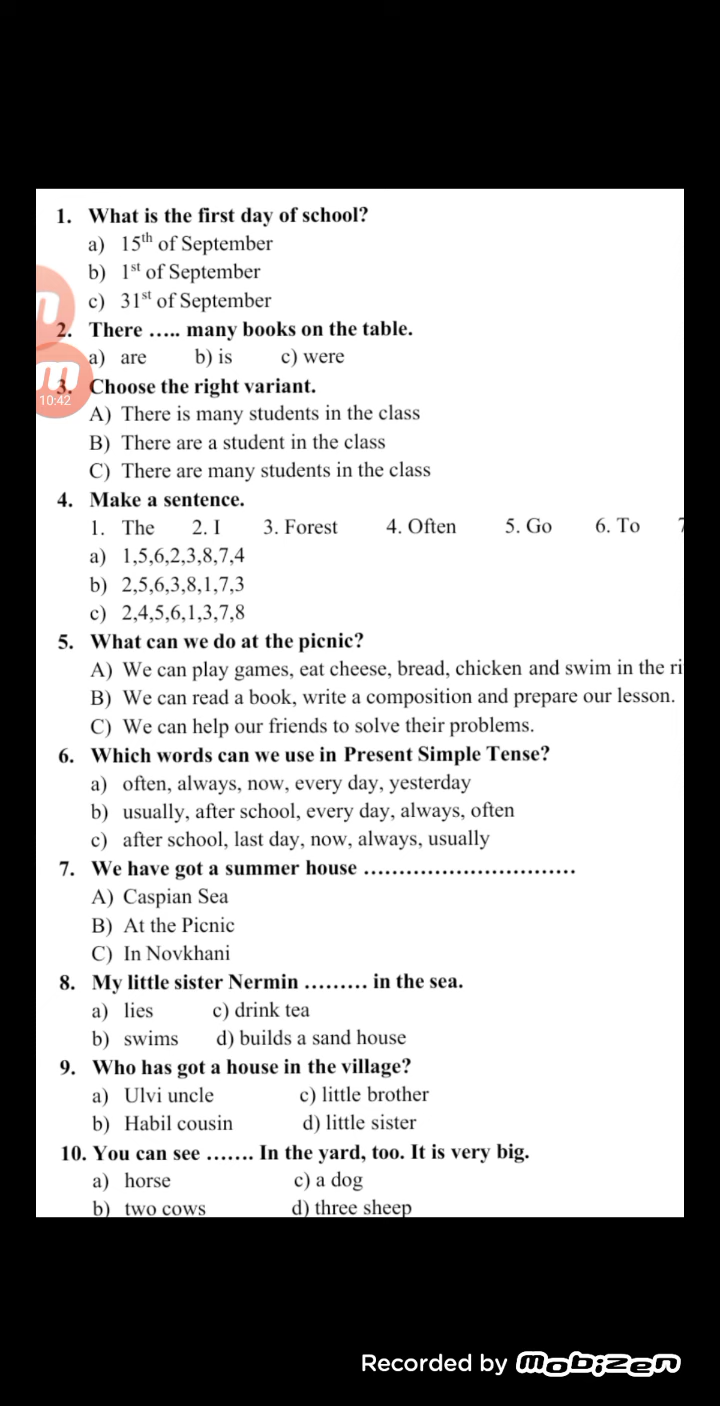 1. What is the first day of school?
a) 15th of September
b) 1st of September
c) 31st of September
2. There ….. many books on the table.
a) are b) is c) were
3. Choose the right variant.
10:42
A) There is many students in the class
B) There are a student in the class
C) There are many students in the class
4. Make a sentence.
1. The 2. I 3. Forest 4. Often 5. Go 6. To
a) 1,5,6,2,3,8,7,4
b) 2,5,6,3,8,1,7,3
c) 2,4,5,6,1,3,7,8
5. What can we do at the picnic?
A) We can play games, eat cheese, bread, chicken and swim in the ri
B) We can read a book, write a composition and prepare our lesson.
C) We can help our friends to solve their problems.
6. Which words can we use in Present Simple Tense?
a) often, always, now, every day, yesterday
b) usually, after school, every day, always, often
c) after school, last day, now, always, usually
7. We have got a summer house …………………………
A) Caspian Sea
B) At the Picnic
C) In Novkhani
8. My little sister Nermin ……… in the sea.
a) lies c) drink tea
b) swims d) builds a sand house
9. Who has got a house in the village?
a) Ulvi uncle c) little brother
b) Habil cousin d) little sister
10. You can see ……. In the yard, too. It is very big.
a) horse c) a dog
b) two cows d) three sheep
Recorded by mobizen